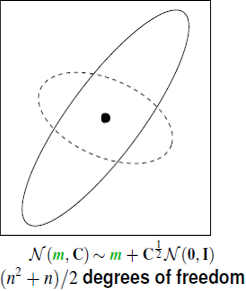 𝒩(m, C) ∼ m + C^{1/2} 𝒩(0, I)
(n² + n)/2 degrees of freedom